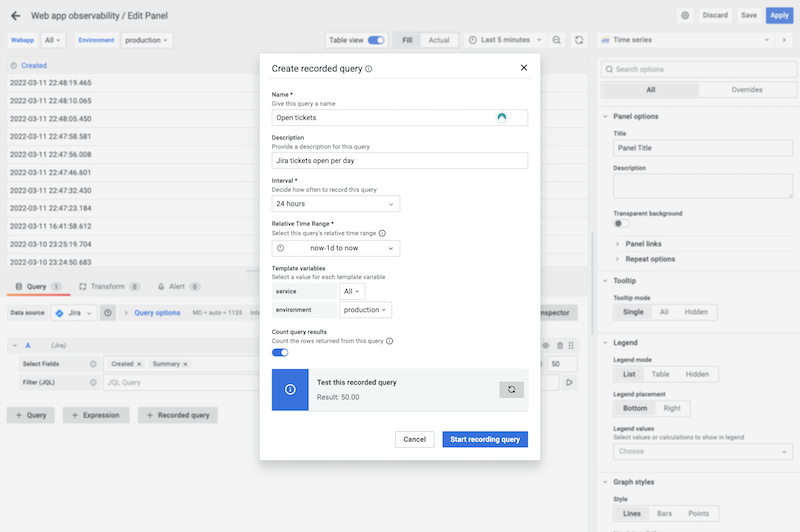 Web app observability / Edit Panel
Discard
Save
Apply
Webapp
All
Environment
production
Table view
Fill
Actual
Last 5 minutes
Time series
Created
2022-03-11 22:48:19.465
2022-03-11 22:48:10.065
2022-03-11 22:48:05.450
2022-03-11 22:47:58.581
2022-03-11 22:47:56.008
2022-03-11 22:47:46.601
2022-03-11 22:47:32.430
2022-03-11 22:47:23.184
2022-03-11 16:41:58.612
2022-03-10 23:25:19.704
2022-03-10 23:24:50.683
Query 1
Transform 0
Alert 0
Data source
Jira
Query options
MD = auto = 1135
A
(Jira)
Select Fields
Created
Summary
50
Filter (JQL)
JQL Query
+ Query
+ Expression
+ Recorded query
Create recorded query
Name *
Give this query a name
Open tickets
Description
Provide a description for this query
Jira tickets open per day
Interval *
Decide how often to record this query
24 hours
Relative Time Range *
Select this query's relative time range
now-1d to now
Template variables
Select a value for each template variable
service
All
environment
production
Count query results
Count the rows returned from this query
Test this recorded query
Result: 50.00
Cancel
Start recording query
Search options
All
Overrides
Panel options
Title
Panel Title
Description
Transparent background
Panel links
Repeat options
Tooltip
Tooltip mode
Single
All
Hidden
Legend
Legend mode
List
Table
Hidden
Legend placement
Bottom
Right
Legend values
Select values or calculations to show in legend
Choose
Graph styles
Style
Lines
Bars
Points